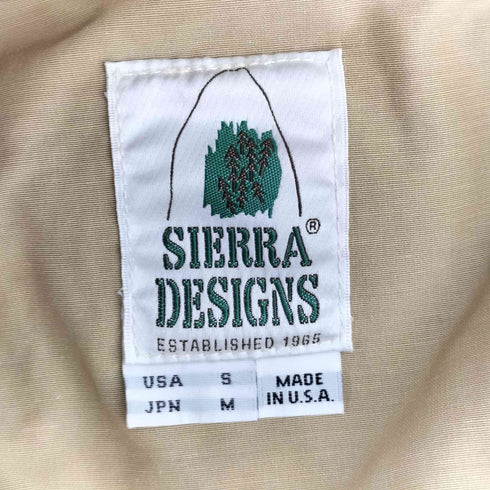 SIERRA®
DESIGNS
ESTABLISHED 1965
USA S
JPN M
MADE
IN U.S.A.